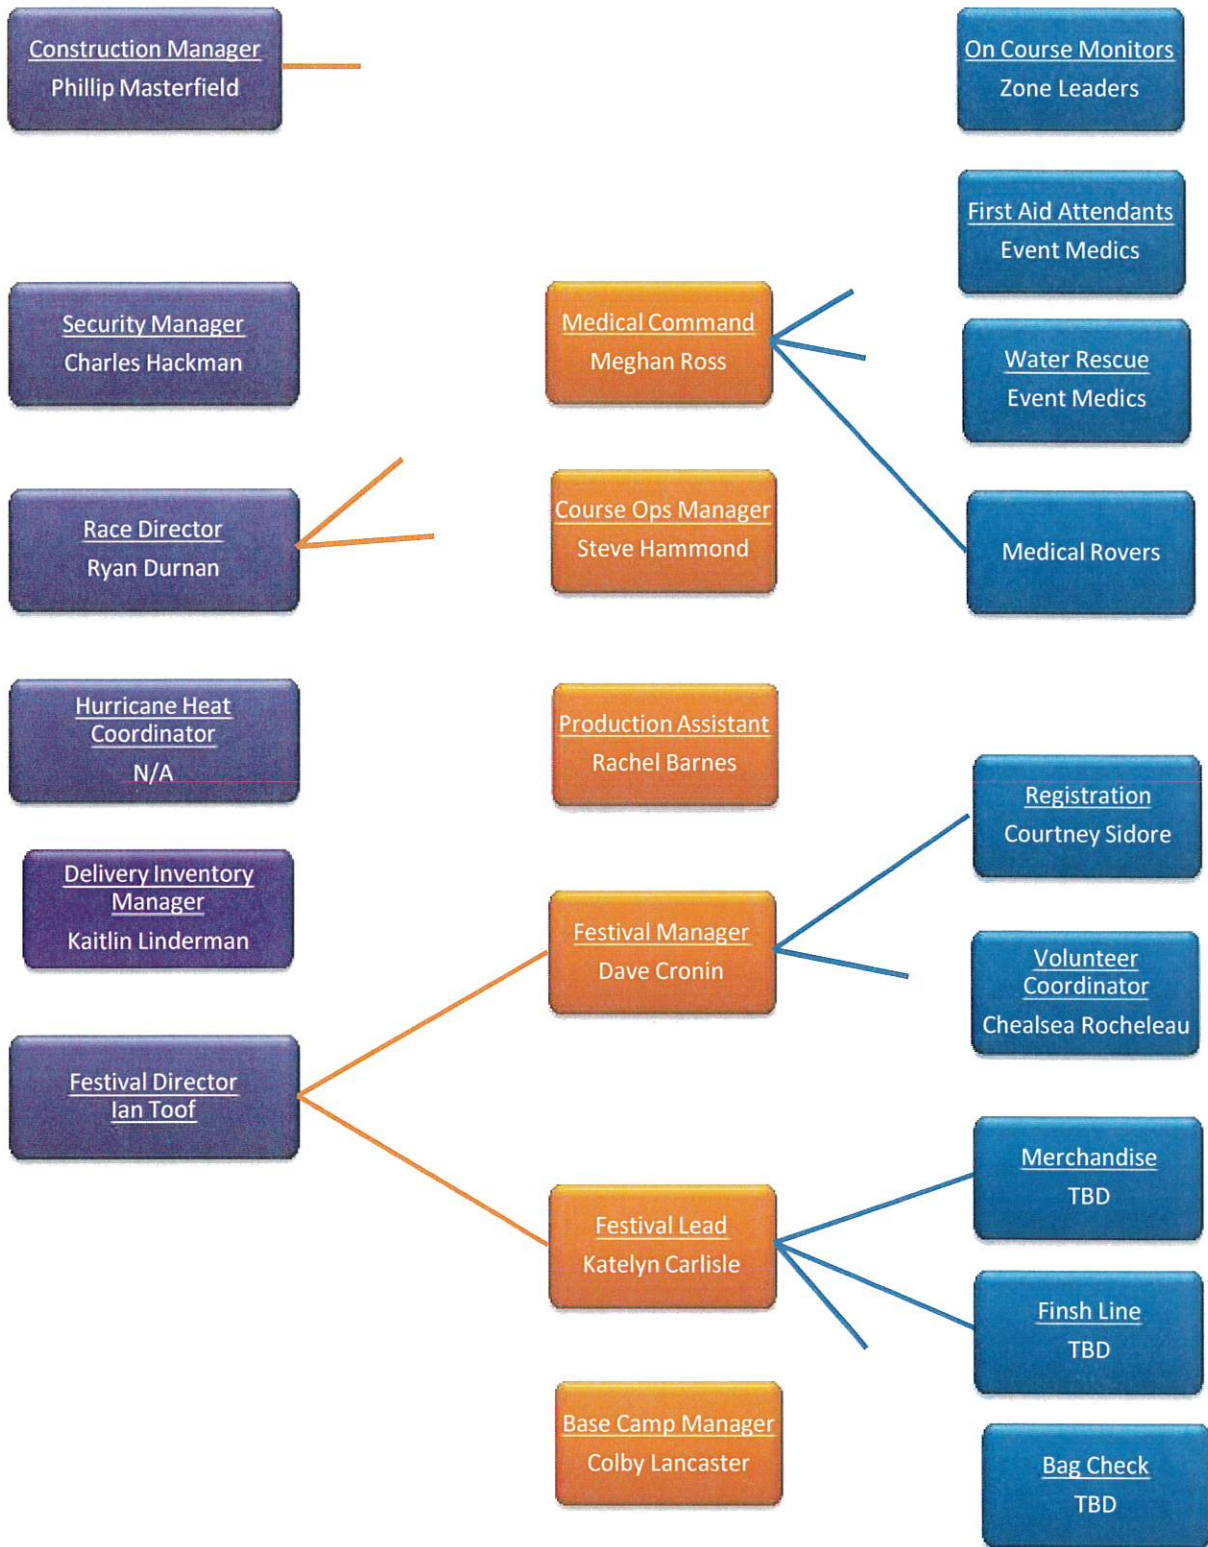 Construction Manager
Phillip Masterfield
Security Manager
Charles Hackman
Race Director
Ryan Durnan
Hurricane Heat
Coordinator
N/A
Delivery Inventory
Manager
Kaitlin Linderman
Festival Director
Ian Toof
Medical Command
Meghan Ross
Course Ops Manager
Steve Hammond
Production Assistant
Rachel Barnes
Festival Manager
Dave Cronin
Festival Lead
Katelyn Carlisle
Base Camp Manager
Colby Lancaster
On Course Monitors
Zone Leaders
First Aid Attendants
Event Medics
Water Rescue
Event Medics
Medical Rovers
Registration
Courtney Sidore
Volunteer
Coordinator
Chealsea Rocheleau
Merchandise
TBD
Finsh Line
TBD
Bag Check
TBD